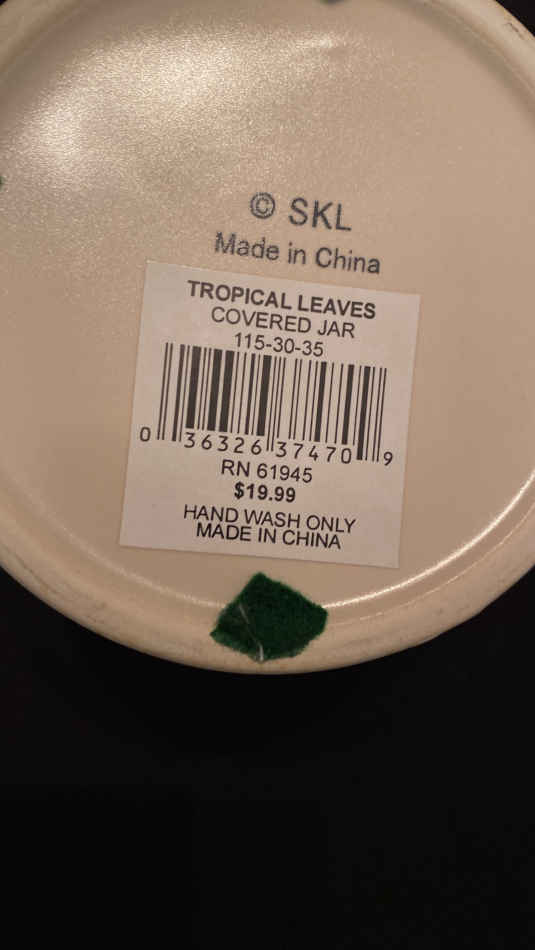 © SKL
Made in China
TROPICAL LEAVES
COVERED JAR
115-30-35
0 36326 37470 9
RN 61945
$19.99
HAND WASH ONLY
MADE IN CHINA